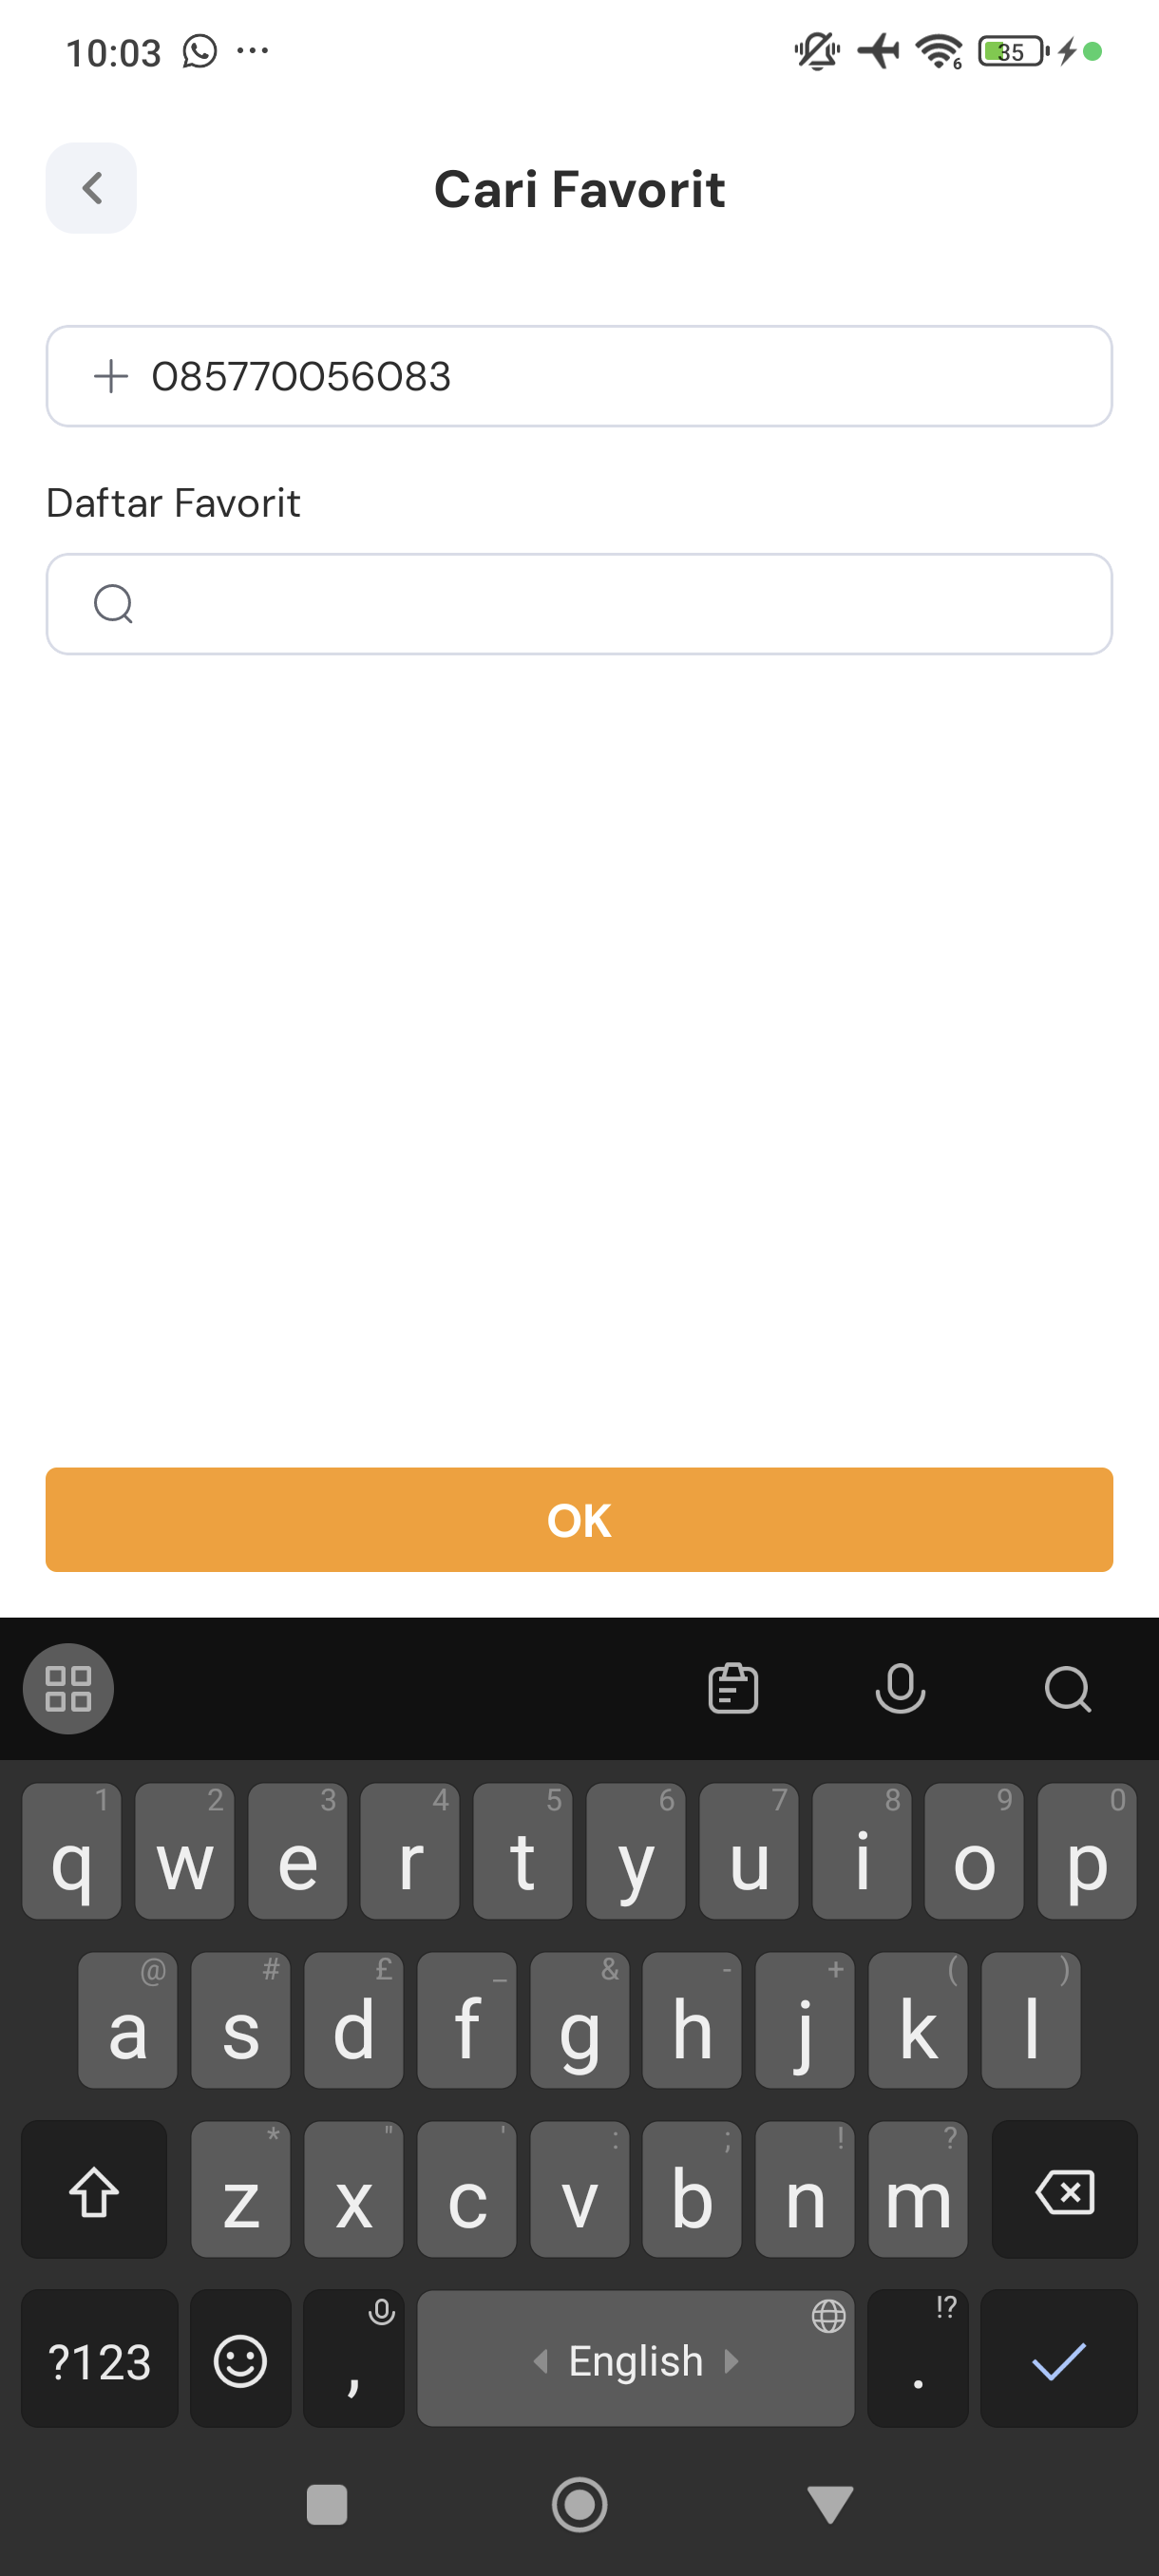 10:03 ... 6 35
Cari Favorit
+ 085770056083
Daftar Favorit
OK
1 2 3 4 5 6 7 8 9 0
q w e r t y u i o p
@ # £ _ & - + ( )
a s d f g h j k l
* " ' : ; ! ?
z x c v b n m
!?
?123 , English .